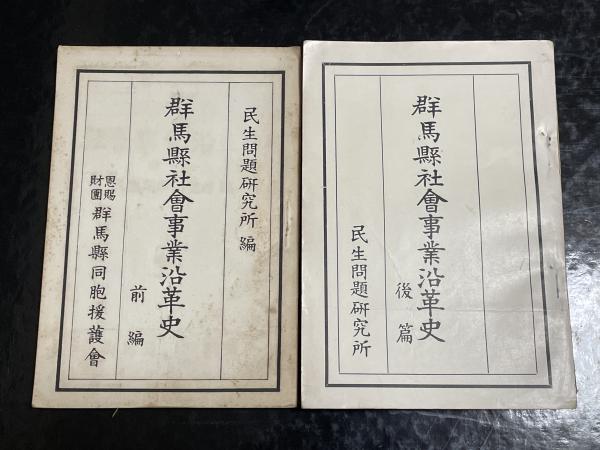 民生問題研究所 編
群馬縣社會事業沿革史
前編
恩賜
財團
群馬縣同胞援護會
群馬縣社會事業沿革史
後篇
民生問題研究所